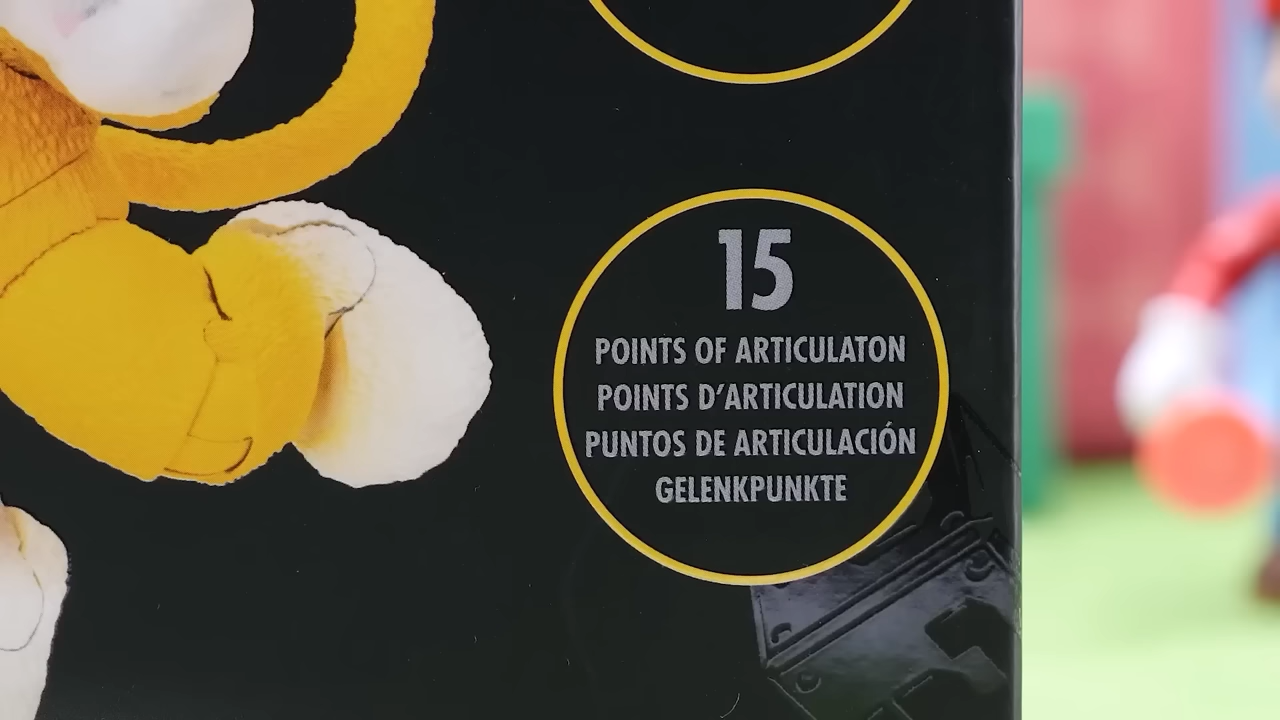 15
POINTS OF ARTICULATON
POINTS D'ARTICULATION
PUNTOS DE ARTICULACIÓN
GELENKPUNKTE